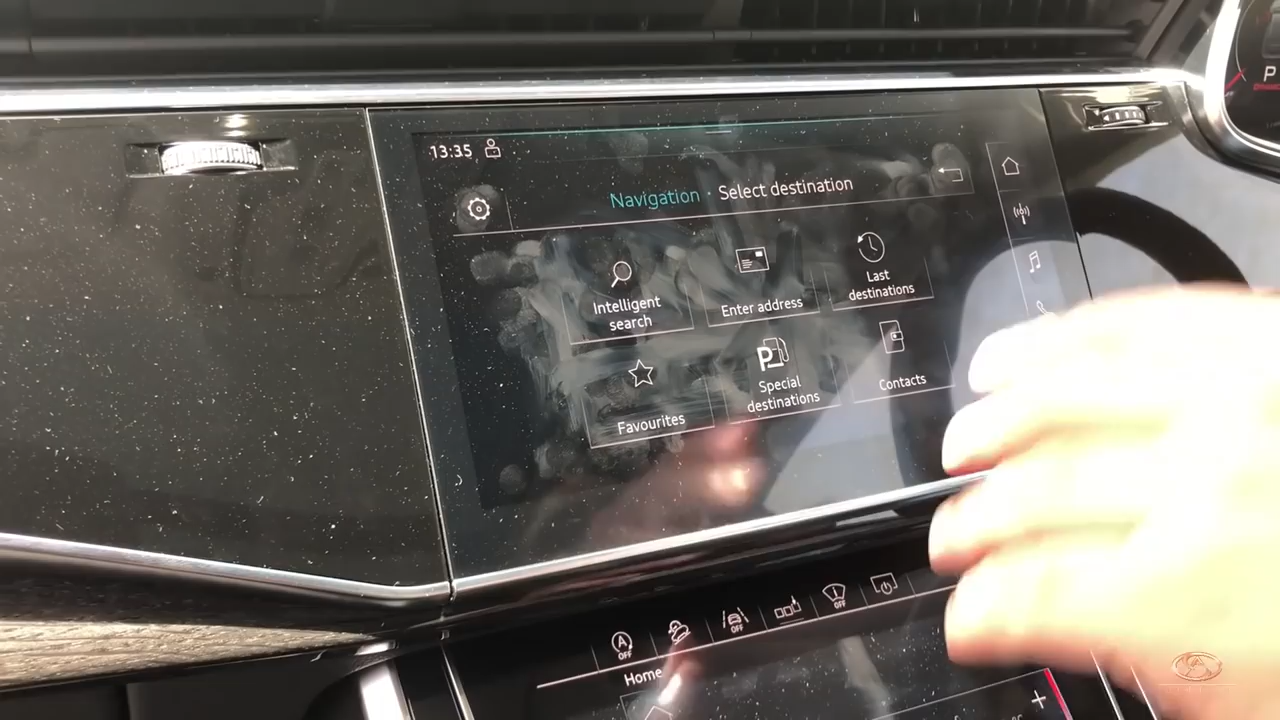 13:35
Navigation · Select destination
Intelligent
search
Enter address
Last
destinations
Favourites
P
Special
destinations
Contacts
A
OFF
OFF
OFF
Home
P